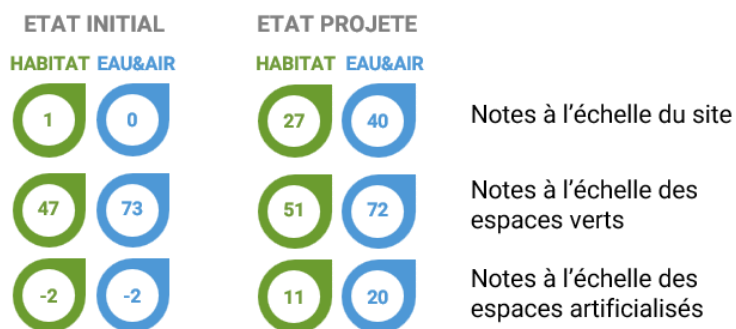 ETAT INITIAL ETAT PROJETE
HABITAT EAU&AIR HABITAT EAU&AIR
1 0 27 40 Notes à l'échelle du site
47 73 51 72 Notes à l'échelle des
espaces verts
-2 -2 11 20 Notes à l'échelle des
espaces artificialisés